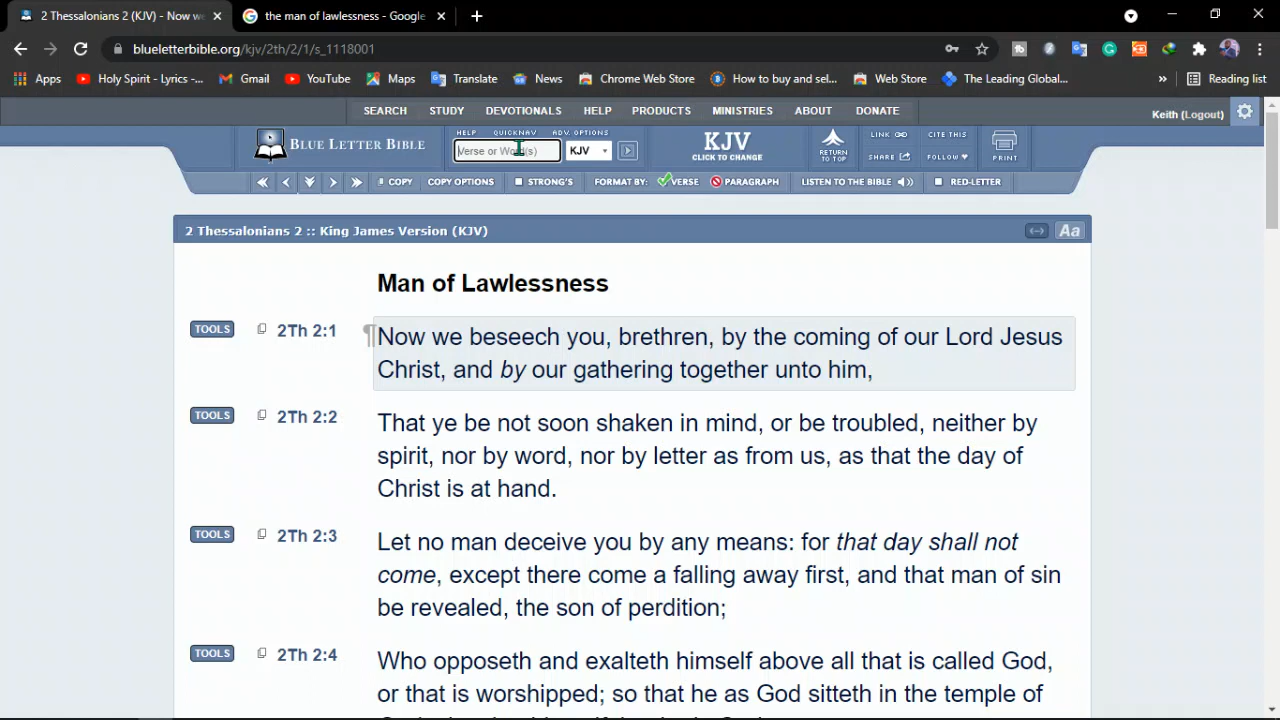 2 Thessalonians 2 (KJV) - Now we
the man of lawlessness - Google
blueletterbible.org/kjv/2th/2/1/s_1118001
Apps Holy Spirit - Lyrics -... Gmail YouTube Maps Translate News Chrome Web Store How to buy and sel... Web Store The Leading Global... » Reading list
SEARCH STUDY DEVOTIONALS HELP PRODUCTS MINISTRIES ABOUT DONATE
Keith (Logout)
HELP QUICKNAV ADV. OPTIONS
BLUE LETTER BIBLE
Verse or Word(s) KJV
KJV
CLICK TO CHANGE
RETURN
TO TOP
LINK CITE THIS
SHARE FOLLOW
PRINT
COPY COPY OPTIONS STRONG'S FORMAT BY: VERSE PARAGRAPH LISTEN TO THE BIBLE RED-LETTER
2 Thessalonians 2 :: King James Version (KJV)
Aa
Man of Lawlessness
TOOLS 2Th 2:1 ¶Now we beseech you, brethren, by the coming of our Lord Jesus
Christ, and by our gathering together unto him,
TOOLS 2Th 2:2 That ye be not soon shaken in mind, or be troubled, neither by
spirit, nor by word, nor by letter as from us, as that the day of
Christ is at hand.
TOOLS 2Th 2:3 Let no man deceive you by any means: for that day shall not
come, except there come a falling away first, and that man of sin
be revealed, the son of perdition;
TOOLS 2Th 2:4 Who opposeth and exalteth himself above all that is called God,
or that is worshipped; so that he as God sitteth in the temple of